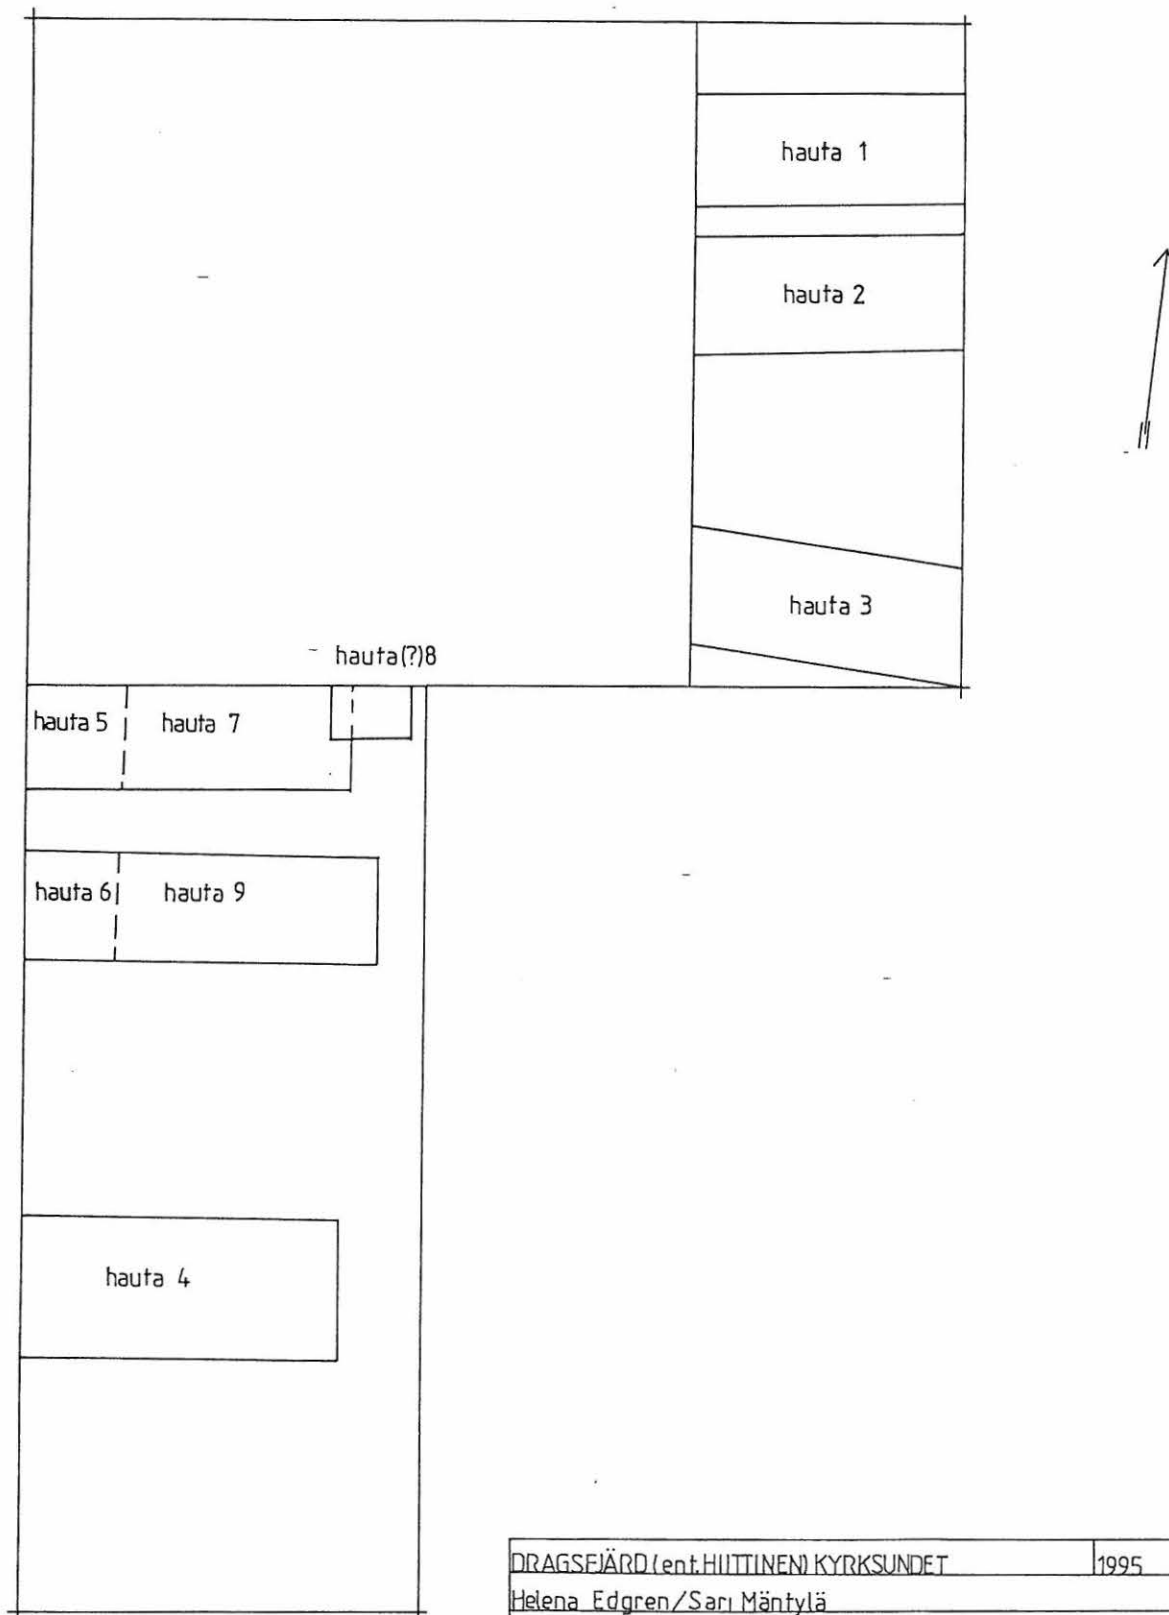 hauta 1
hauta 2
hauta 3
hauta(?)8
hauta 5 hauta 7
hauta 6 hauta 9
hauta 4
DRAGSFJÄRD (ent.HIITTINEN) KYRKSUNDET 1995
Helena Edgren/Sari Mäntylä